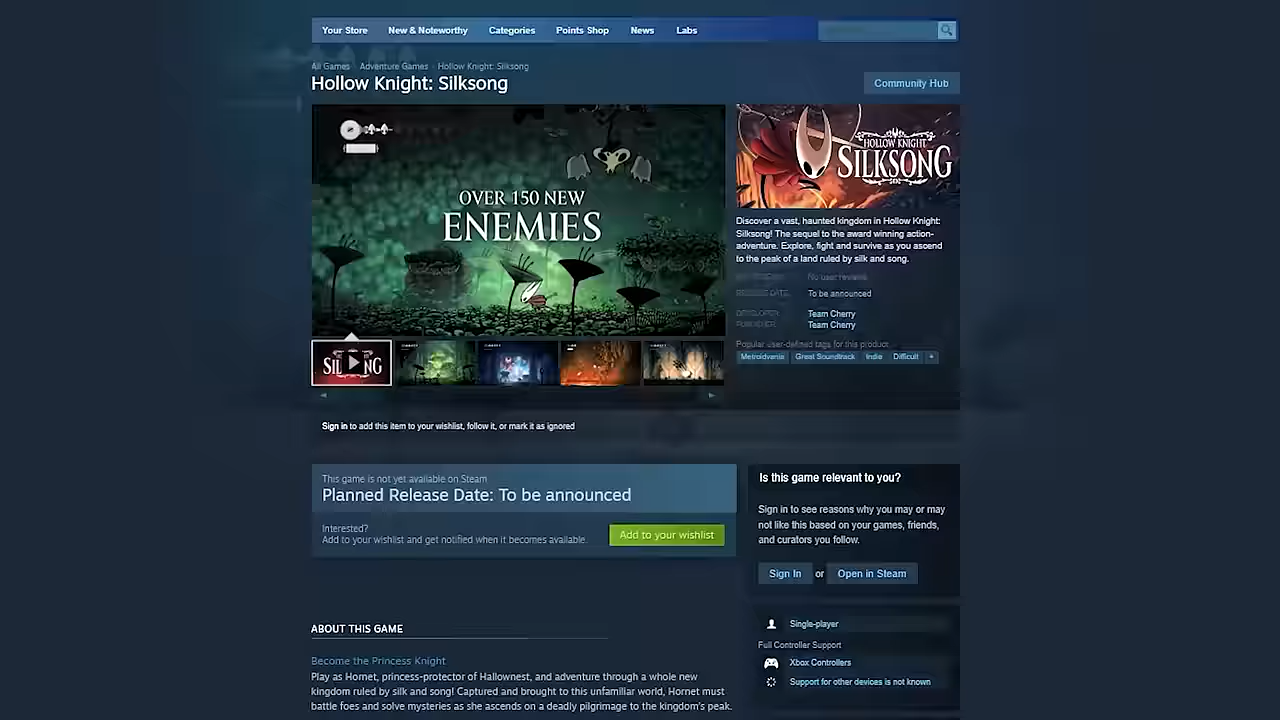 Your Store New & Noteworthy Categories Points Shop News Labs
All Games Adventure Games Hollow Knight: Silksong
Hollow Knight: Silksong
Community Hub
OVER 150 NEW
ENEMIES
HOLLOW KNIGHT
SILKSONG
Discover a vast, haunted kingdom in Hollow Knight:
Silksong! The sequel to the award winning action-
adventure. Explore, fight and survive as you ascend
to the peak of a land ruled by silk and song.
No user reviews
RELEASE DATE: To be announced
DEVELOPER: Team Cherry
PUBLISHER: Team Cherry
Popular user-defined tags for this product
Metroidvania Great Soundtrack Indie Difficult +
Sign in to add this item to your wishlist, follow it, or mark it as ignored
This game is not yet available on Steam
Planned Release Date: To be announced
Interested?
Add to your wishlist and get notified when it becomes available.
Add to your wishlist
Is this game relevant to you?
Sign in to see reasons why you may or may
not like this based on your games, friends,
and curators you follow.
Sign In or Open in Steam
Single-player
Full Controller Support
Xbox Controllers
Support for other devices is not known
ABOUT THIS GAME
Become the Princess Knight
Play as Hornet, princess-protector of Hallownest, and adventure through a whole new
kingdom ruled by silk and song! Captured and brought to this unfamiliar world, Hornet must
battle foes and solve mysteries as she ascends on a deadly pilgrimage to the kingdom's peak.